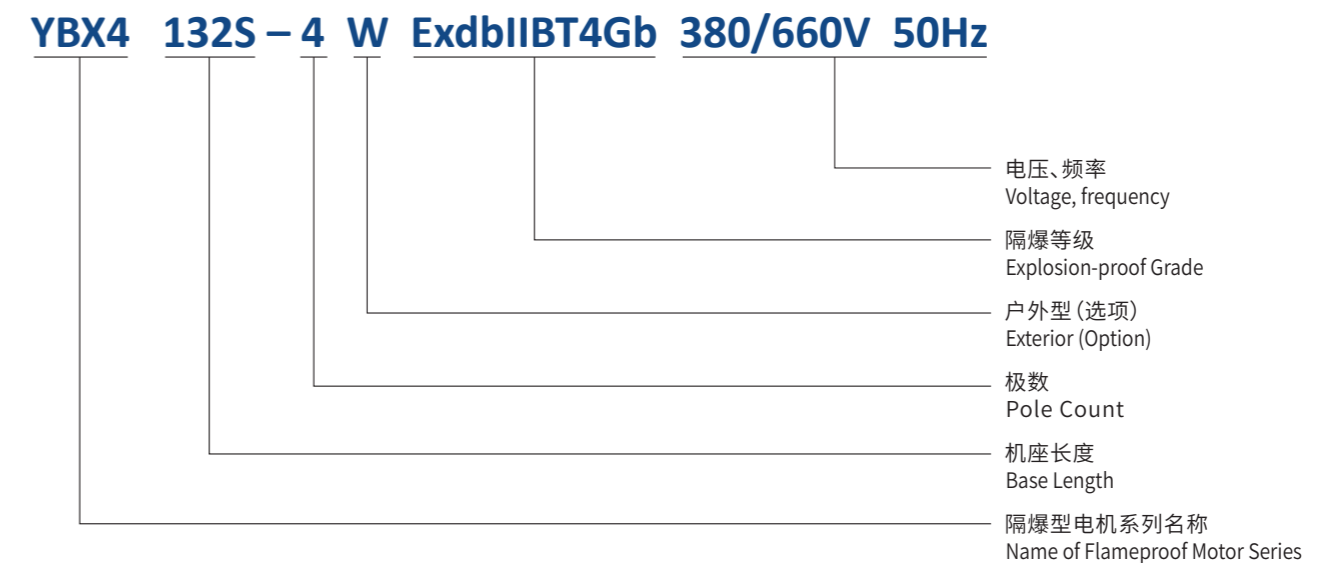 YBX4 132S – 4 W ExdbIIBT4Gb 380/660V 50Hz
电压、频率
Voltage, frequency
隔爆等级
Explosion-proof Grade
户外型(选项)
Exterior (Option)
极数
Pole Count
机座长度
Base Length
隔爆型电机系列名称
Name of Flameproof Motor Series